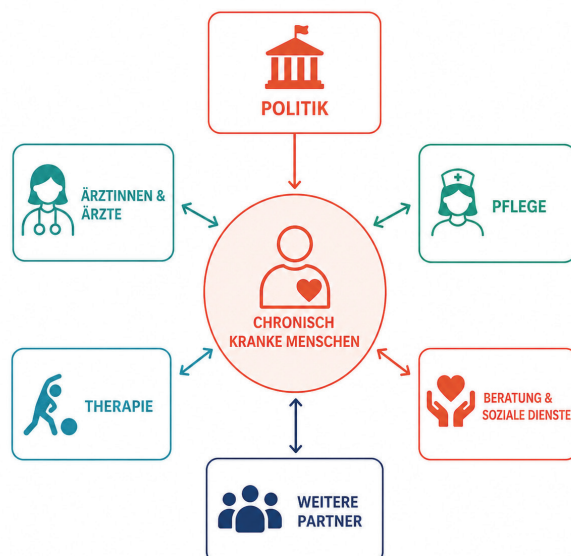 POLITIK
ÄRZTINNEN &
ÄRZTE
PFLEGE
CHRONISCH
KRANKE MENSCHEN
THERAPIE
BERATUNG &
SOZIALE DIENSTE
WEITERE
PARTNER